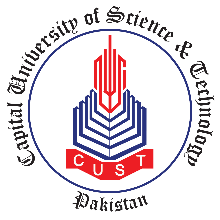 Capital University of Science & Technology
CUST
Pakistan